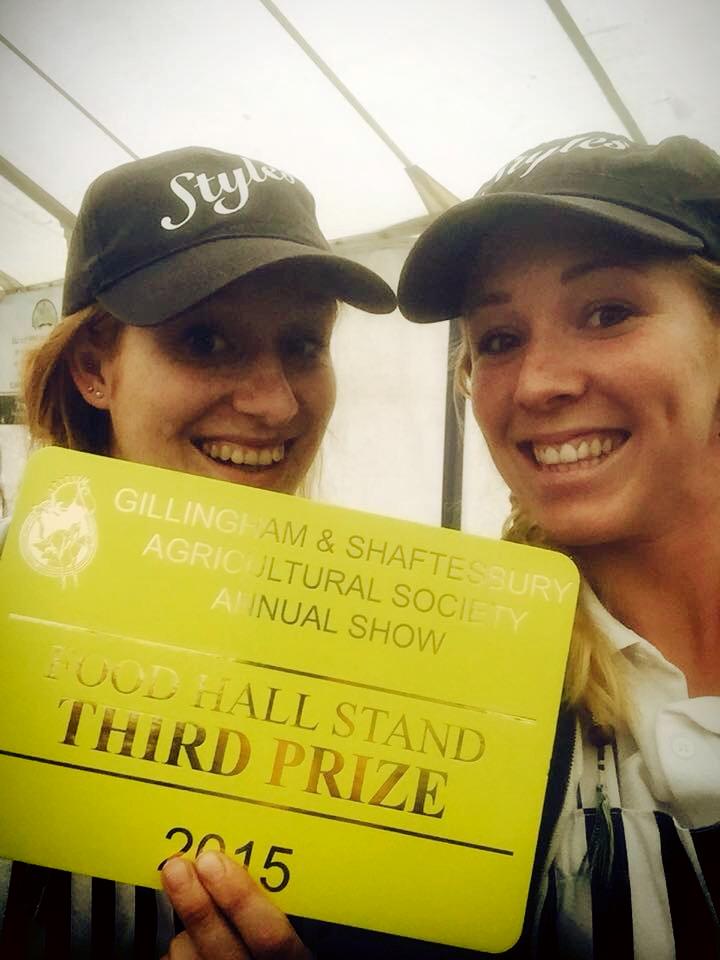 Styles
Styles
GILLINGHAM & SHAFTESBURY
AGRICULTURAL SOCIETY
ANNUAL SHOW
FOOD HALL STAND
THIRD PRIZE
2015